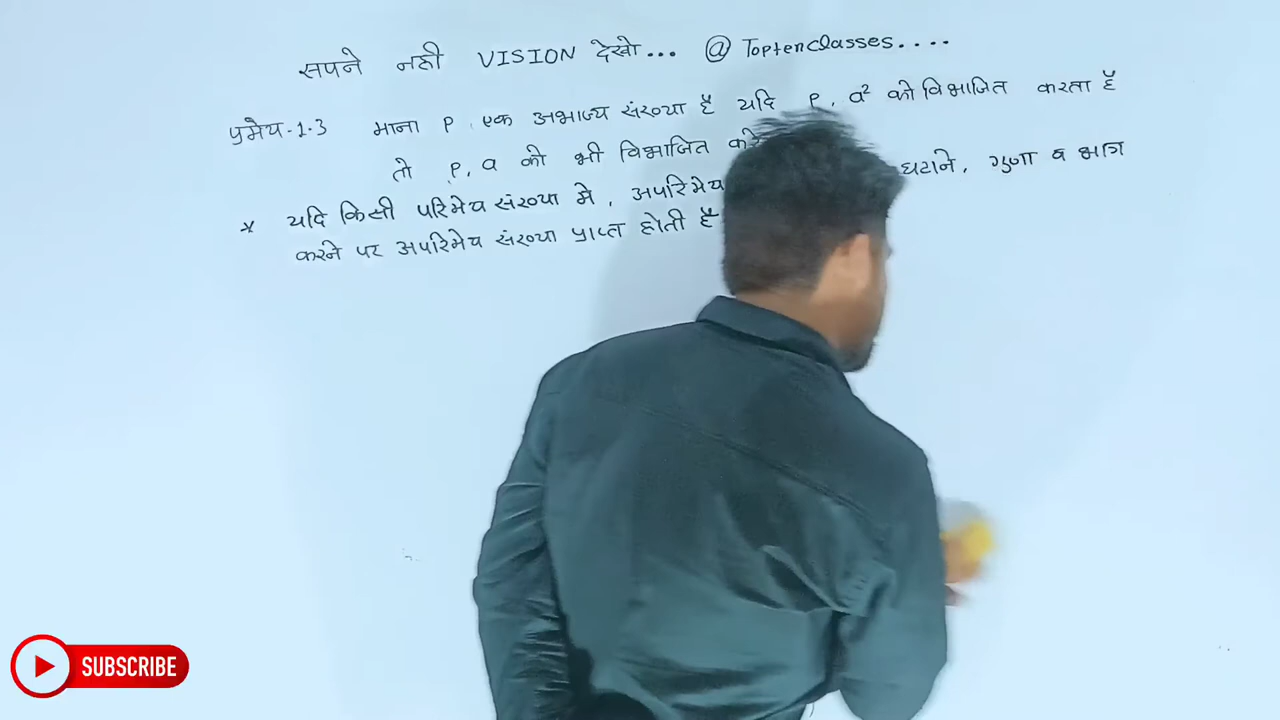 सपने नही VISION देखो... @Toptenclasses....
प्रमेय-1.3 माना P, एक अभाज्य संख्या है यदि P, a² को विभाजित करता है
तो P, a को भी विभाजित
* यदि किसी परिमेय संख्या मे, अपरिमेय घटाने, गुणा व भाग
करने पर अपरिमेय संख्या प्राप्त होती है
SUBSCRIBE